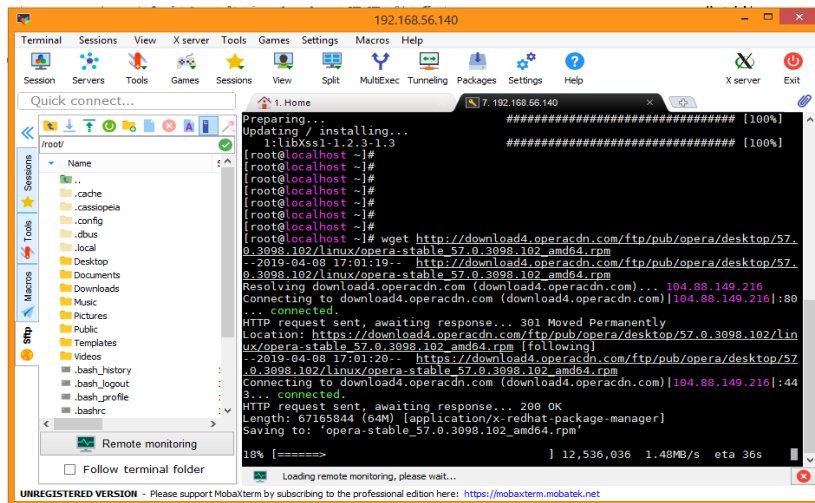 192.168.56.140
Terminal Sessions View X server Tools Games Settings Macros Help
Session Servers Tools Games Sessions View Split MultiExec Tunneling Packages Settings Help X server Exit
Quick connect...
1. Home
7. 192.168.56.140
/root/
Name
..
.cache
.cassiopeia
.config
.dbus
.local
Desktop
Documents
Downloads
Music
Pictures
Public
Templates
Videos
.bash_history
.bash_logout
.bash_profile
.bashrc
Sessions
Tools
Macros
Sftp
Remote monitoring
Follow terminal folder
Preparing... ################################# [100%]
Updating / installing...
1:libXss1-1.2.3-1.3 ################################# [100%]
[root@localhost ~]#
[root@localhost ~]#
[root@localhost ~]#
[root@localhost ~]#
[root@localhost ~]#
[root@localhost ~]# wget http://download4.operacdn.com/ftp/pub/opera/desktop/57.
0.3098.102/linux/opera-stable_57.0.3098.102_amd64.rpm
--2019-04-08 17:01:19-- http://download4.operacdn.com/ftp/pub/opera/desktop/57.
0.3098.102/linux/opera-stable_57.0.3098.102_amd64.rpm
Resolving download4.operacdn.com (download4.operacdn.com)... 104.88.149.216
Connecting to download4.operacdn.com (download4.operacdn.com)|104.88.149.216|:80
... connected.
HTTP request sent, awaiting response... 301 Moved Permanently
Location: https://download4.operacdn.com/ftp/pub/opera/desktop/57.0.3098.102/lin
ux/opera-stable_57.0.3098.102_amd64.rpm [following]
--2019-04-08 17:01:20-- https://download4.operacdn.com/ftp/pub/opera/desktop/57
.0.3098.102/linux/opera-stable_57.0.3098.102_amd64.rpm
Connecting to download4.operacdn.com (download4.operacdn.com)|104.88.149.216|:44
3... connected.
HTTP request sent, awaiting response... 200 OK
Length: 67165844 (64M) [application/x-redhat-package-manager]
Saving to: ‘opera-stable_57.0.3098.102_amd64.rpm’
18% [======> ] 12,536,036 1.48MB/s eta 36s
Loading remote monitoring, please wait...
UNREGISTERED VERSION - Please support MobaXterm by subscribing to the professional edition here: https://mobaxterm.mobatek.net